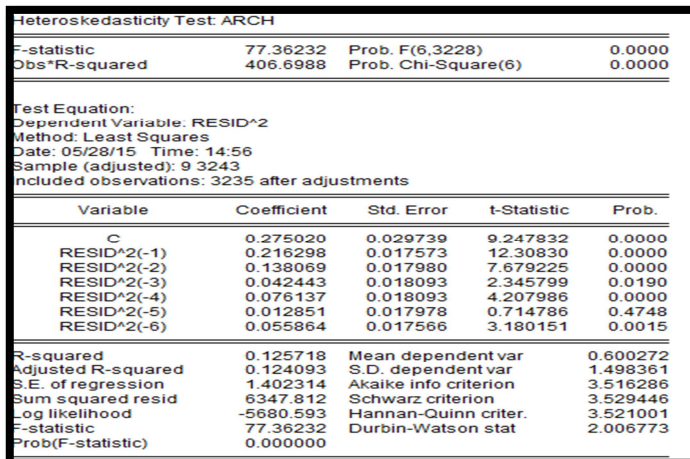 Heteroskedasticity Test: ARCH
F-statistic 77.36232 Prob. F(6,3228) 0.0000
Obs*R-squared 406.6988 Prob. Chi-Square(6) 0.0000
Test Equation:
Dependent Variable: RESID^2
Method: Least Squares
Date: 05/28/15 Time: 14:56
Sample (adjusted): 9 3243
Included observations: 3235 after adjustments
Variable Coefficient Std. Error t-Statistic Prob.
C 0.275020 0.029739 9.247832 0.0000
RESID^2(-1) 0.216298 0.017573 12.30830 0.0000
RESID^2(-2) 0.138069 0.017980 7.679225 0.0000
RESID^2(-3) 0.042443 0.018093 2.345799 0.0190
RESID^2(-4) 0.076137 0.018093 4.207986 0.0000
RESID^2(-5) 0.012851 0.017978 0.714786 0.4748
RESID^2(-6) 0.055864 0.017566 3.180151 0.0015
R-squared 0.125718 Mean dependent var 0.600272
Adjusted R-squared 0.124093 S.D. dependent var 1.498361
S.E. of regression 1.402314 Akaike info criterion 3.516286
Sum squared resid 6347.812 Schwarz criterion 3.529446
Log likelihood -5680.593 Hannan-Quinn criter. 3.521001
F-statistic 77.36232 Durbin-Watson stat 2.006773
Prob(F-statistic) 0.000000